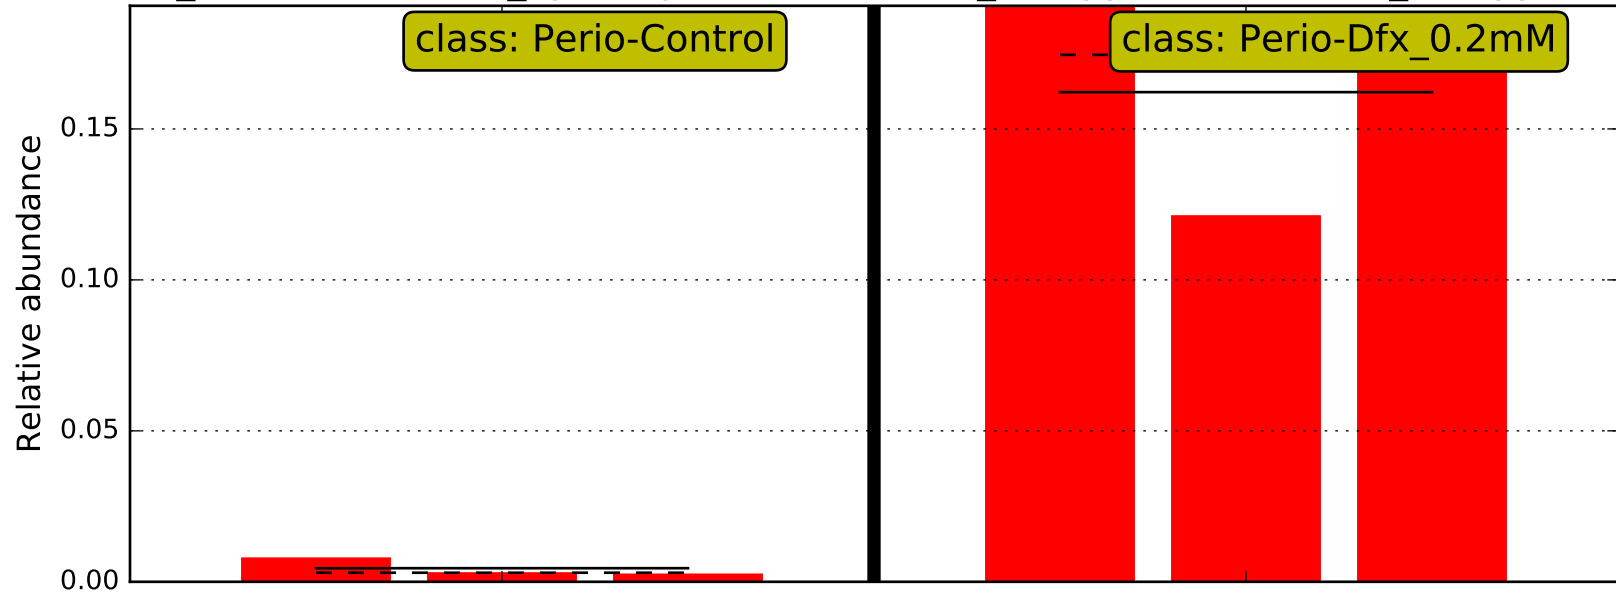 class: Perio-Control
class: Perio-Dfx_0.2mM
Relative abundance
0.15
0.10
0.05
0.00